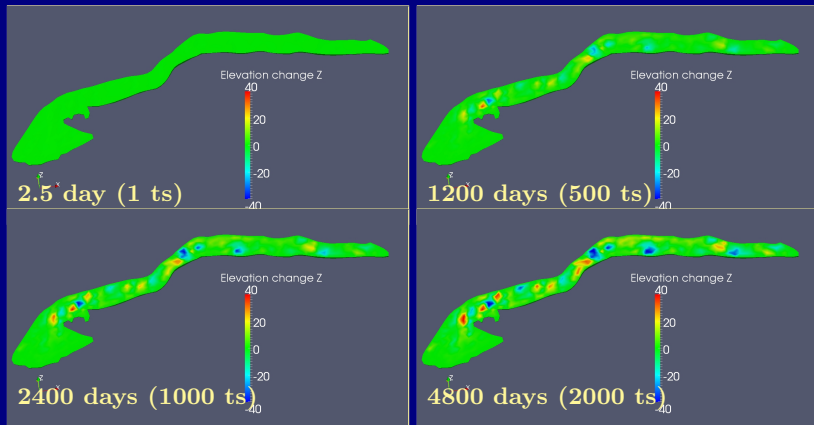 Elevation change Z
40
20
0
-20
-40
Z
X
2.5 day (1 ts)
Elevation change Z
40
20
0
-20
-40
Z
X
1200 days (500 ts)
Elevation change Z
40
20
0
-20
-40
Z
X
2400 days (1000 ts)
Elevation change Z
40
20
0
-20
-40
Z
X
4800 days (2000 ts)